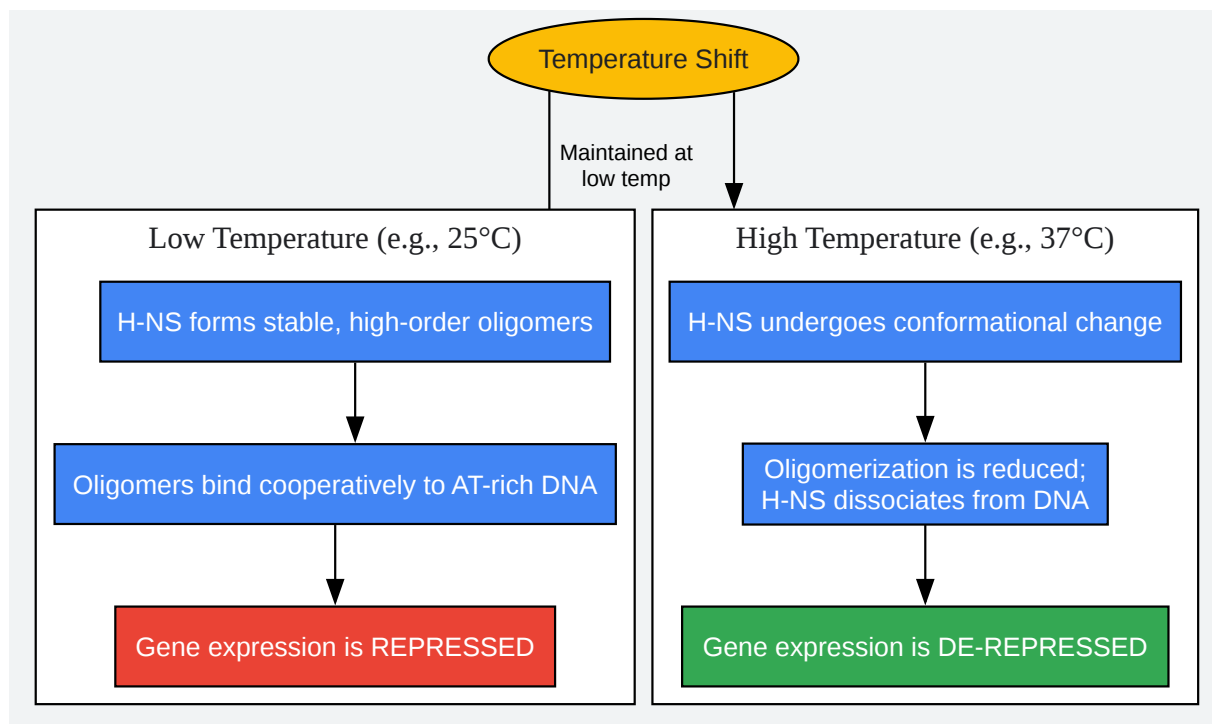 Temperature Shift
Maintained at
low temp
Low Temperature (e.g., 25°C)
H-NS forms stable, high-order oligomers
Oligomers bind cooperatively to AT-rich DNA
Gene expression is REPRESSED
High Temperature (e.g., 37°C)
H-NS undergoes conformational change
Oligomerization is reduced;
H-NS dissociates from DNA
Gene expression is DE-REPRESSED